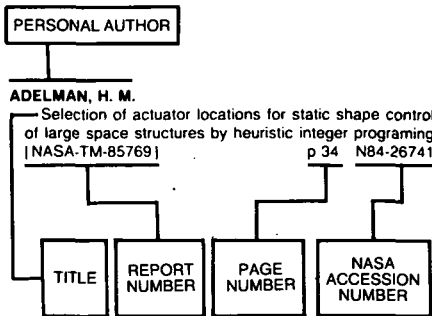 PERSONAL AUTHOR
ADELMAN, H. M.
Selection of actuator locations for static shape control
of large space structures by heuristic integer programing
[NASA-TM-85769] p 34 N84-26741
TITLE
REPORT
NUMBER
PAGE
NUMBER
NASA
ACCESSION
NUMBER